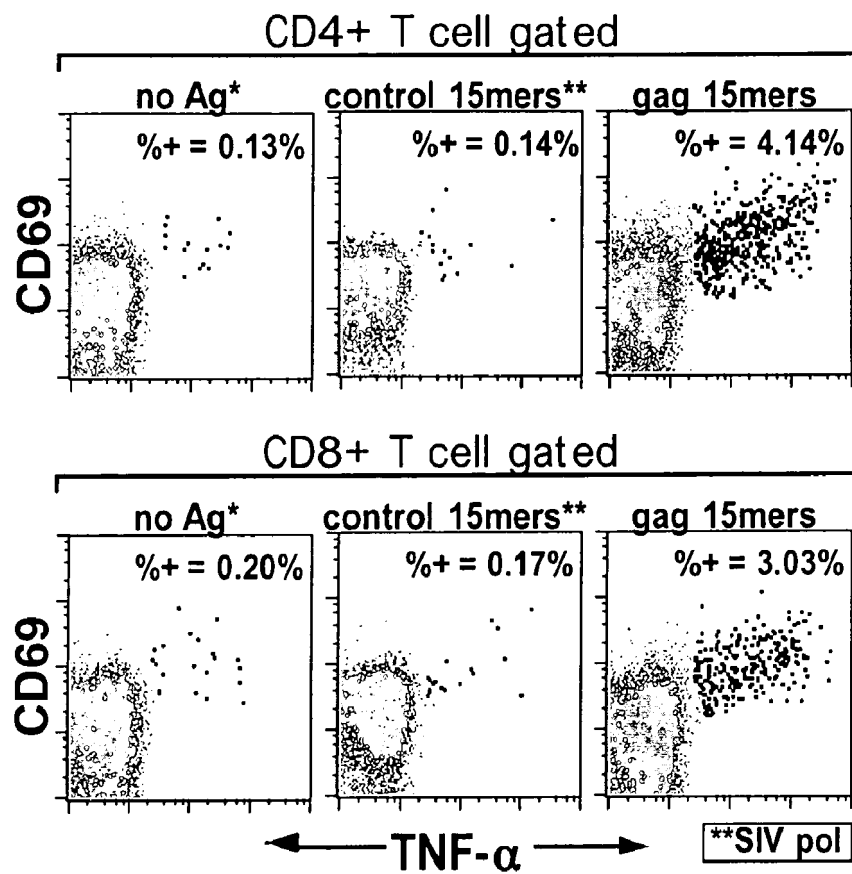 CD4+ T cell gated
no Ag*
control 15mers**
gag 15mers
%+ = 0.13%
%+ = 0.14%
%+ = 4.14%
CD69
CD8+ T cell gated
no Ag*
control 15mers**
gag 15mers
%+ = 0.20%
%+ = 0.17%
%+ = 3.03%
CD69
TNF-α
**SIV pol